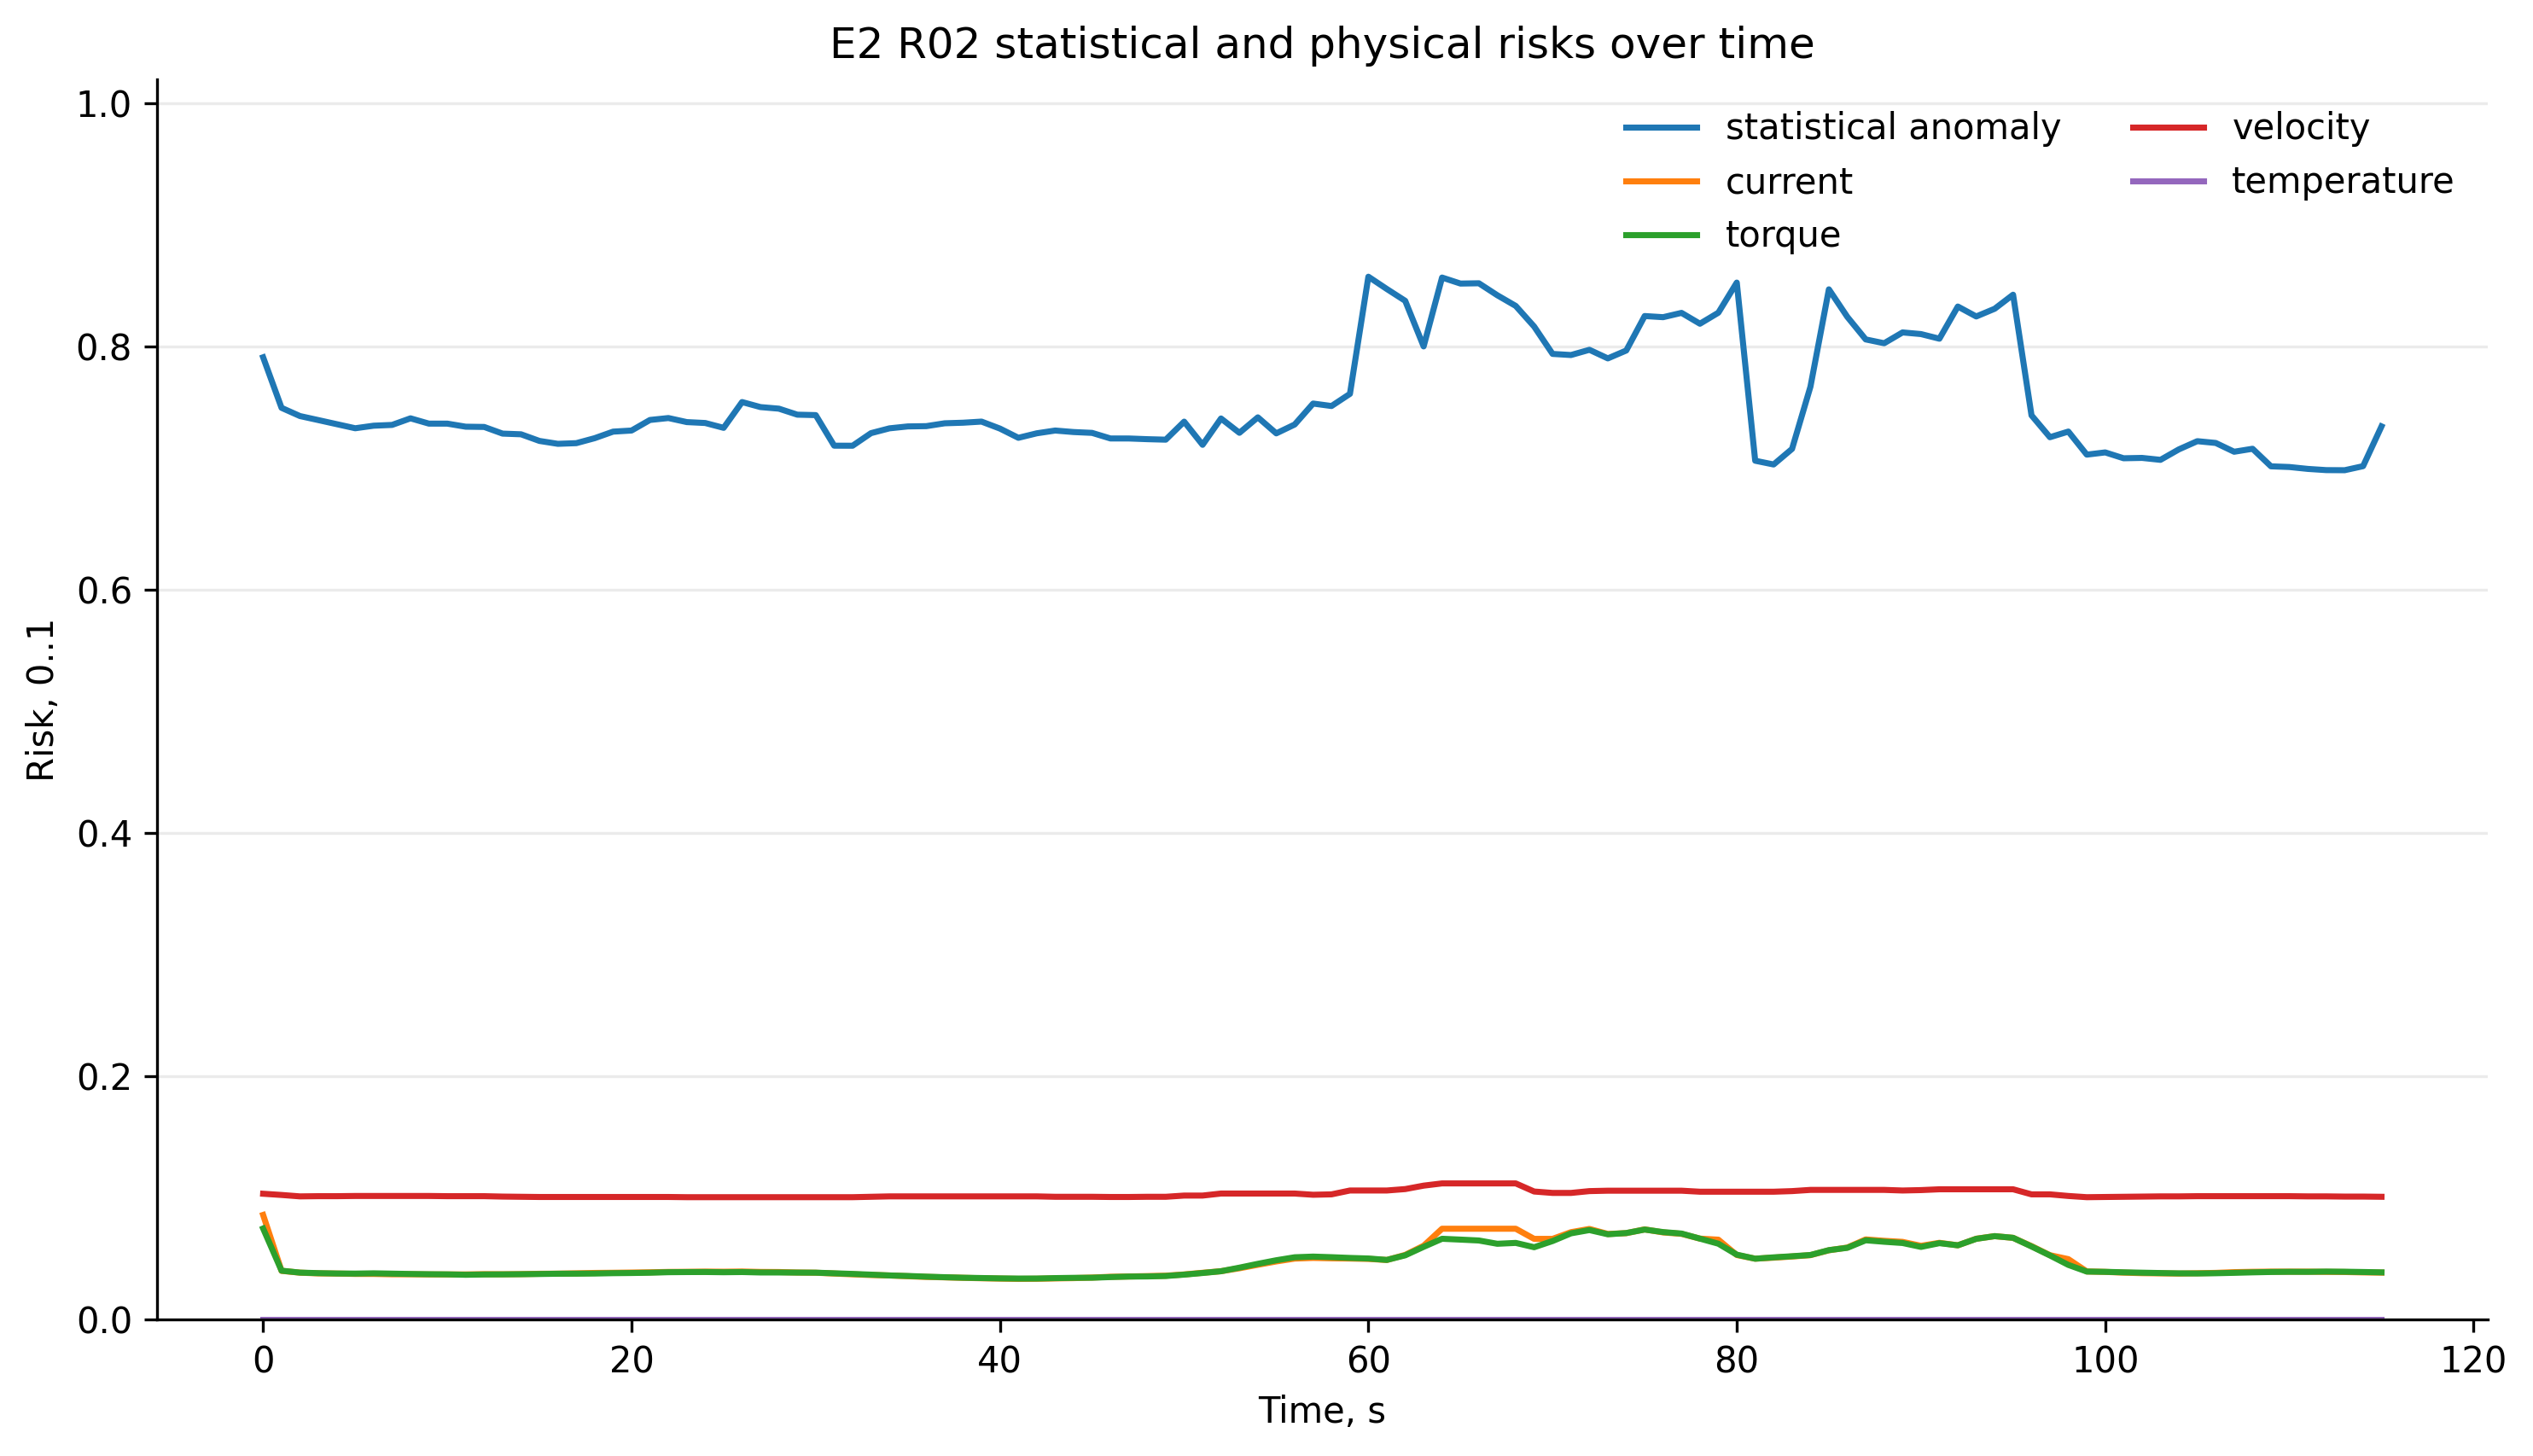 E2 R02 statistical and physical risks over time
statistical anomaly
current
torque
velocity
temperature
Risk, 0..1
1.0
0.8
0.6
0.4
0.2
0.0
0 20 40 60 80 100 120
Time, s